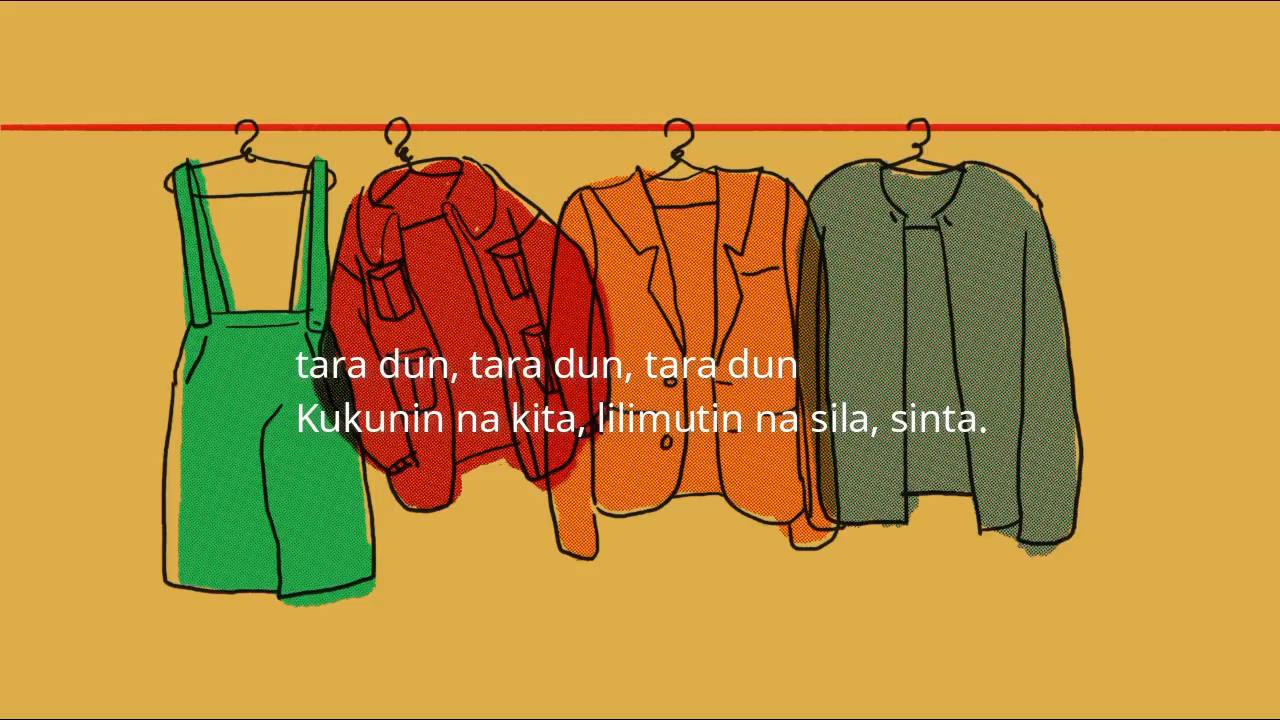 tara dun, tara dun, tara dun
Kukunin na kita, lilimutin na sila, sinta.